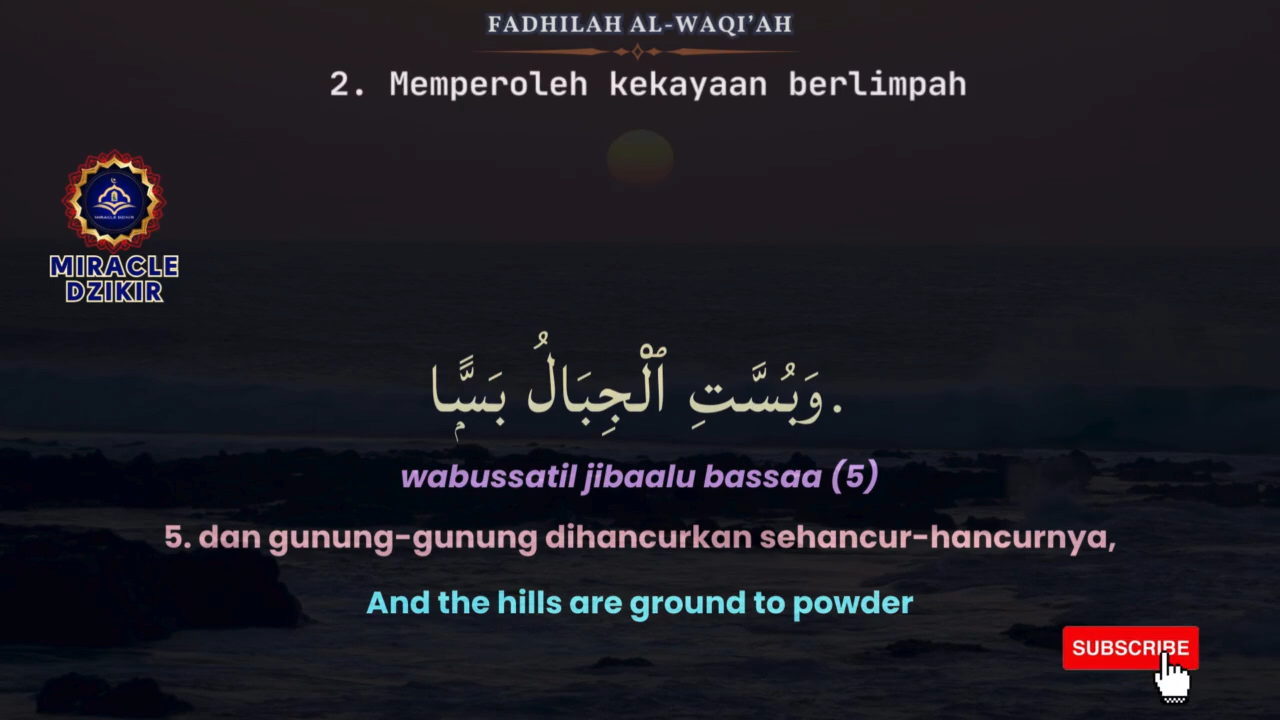 FADHILAH AL-WAQI'AH
2. Memperoleh kekayaan berlimpah
MIRACLE
DZIKIR
وَبُسَّتِ ٱلْجِبَالُ بَسًّۭا.
wabussatil jibaalu bassaa (5)
5. dan gunung-gunung dihancurkan sehancur-hancurnya,
And the hills are ground to powder
SUBSCRIBE